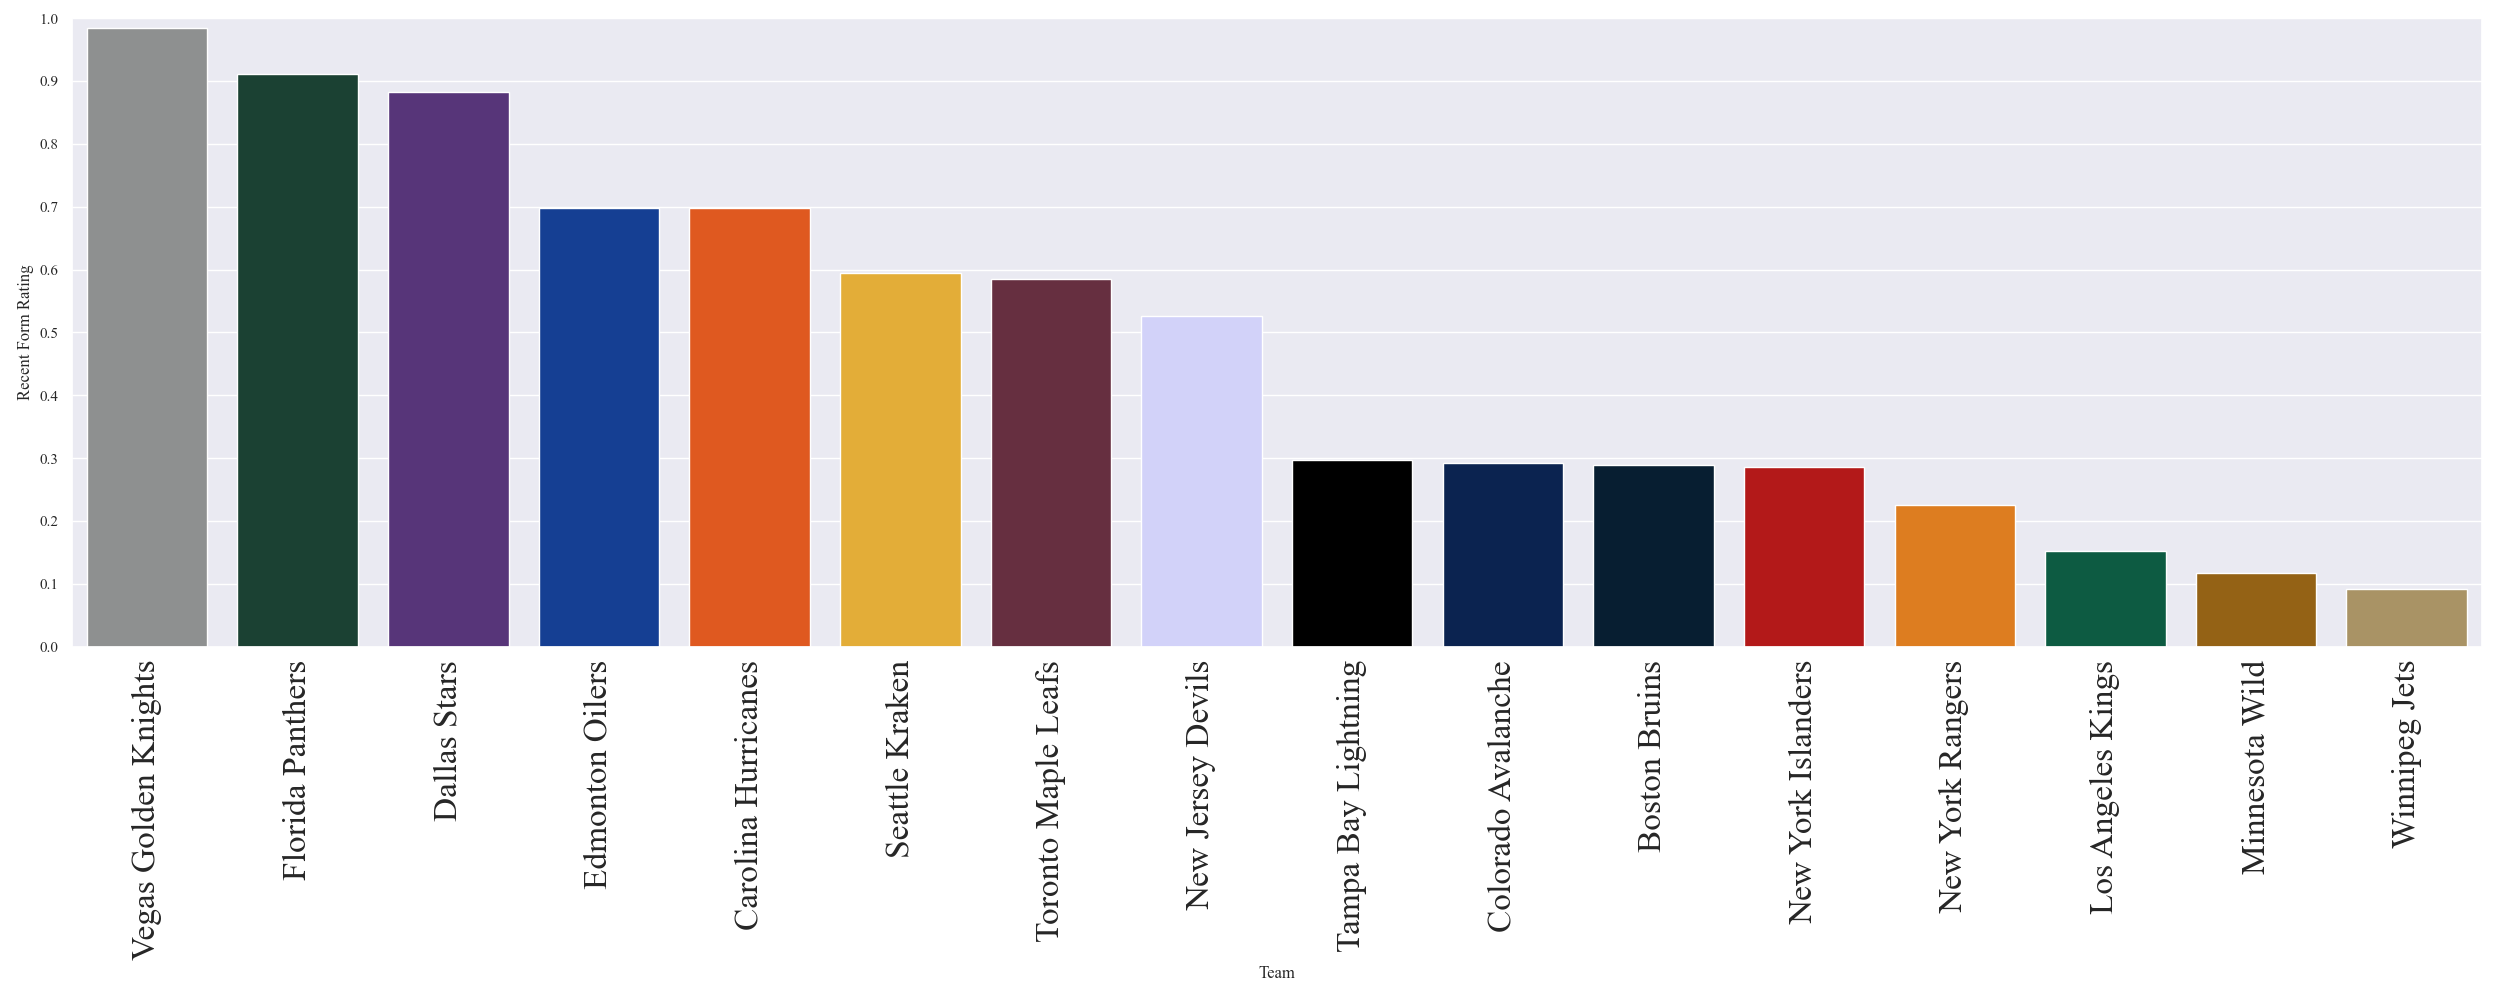 1.0
0.9
0.8
0.7
0.6
0.5
0.4
0.3
0.2
0.1
0.0
Recent Form Rating
Vegas Golden Knights
Florida Panthers
Dallas Stars
Edmonton Oilers
Carolina Hurricanes
Seattle Kraken
Toronto Maple Leafs
New Jersey Devils
Tampa Bay Lightning
Colorado Avalanche
Boston Bruins
New York Islanders
New York Rangers
Los Angeles Kings
Minnesota Wild
Winnipeg Jets
Team